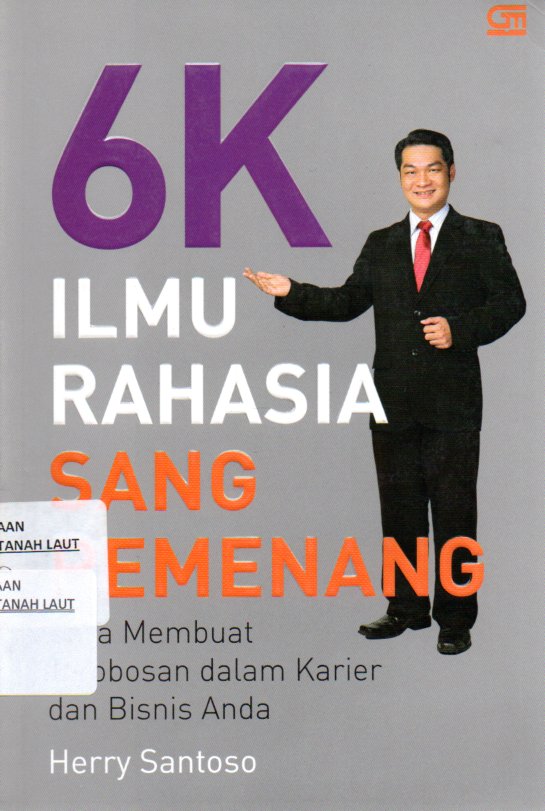 6K
ILMU
RAHASIA
SANG
EMENANG
AAN
TANAH LAUT
AAN
TANAH LAUT
a Membuat
obosan dalam Karier
dan Bisnis Anda
Herry Santoso